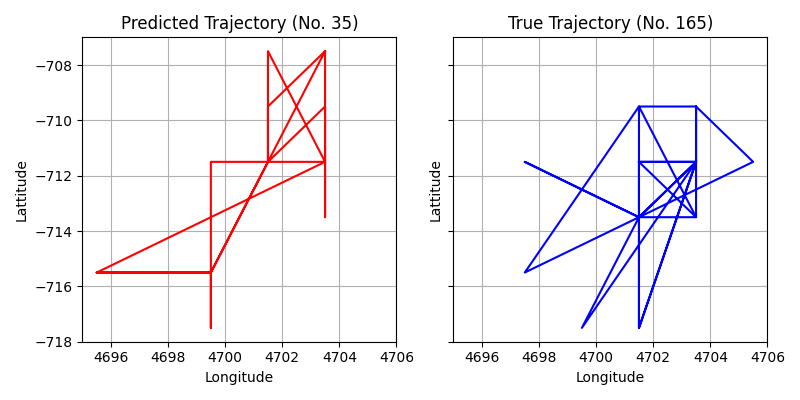 Predicted Trajectory (No. 35)
True Trajectory (No. 165)
−708
−710
−712
−714
−716
−718
Lattitude
4696 4698 4700 4702 4704 4706
Longitude
Lattitude
4696 4698 4700 4702 4704 4706
Longitude